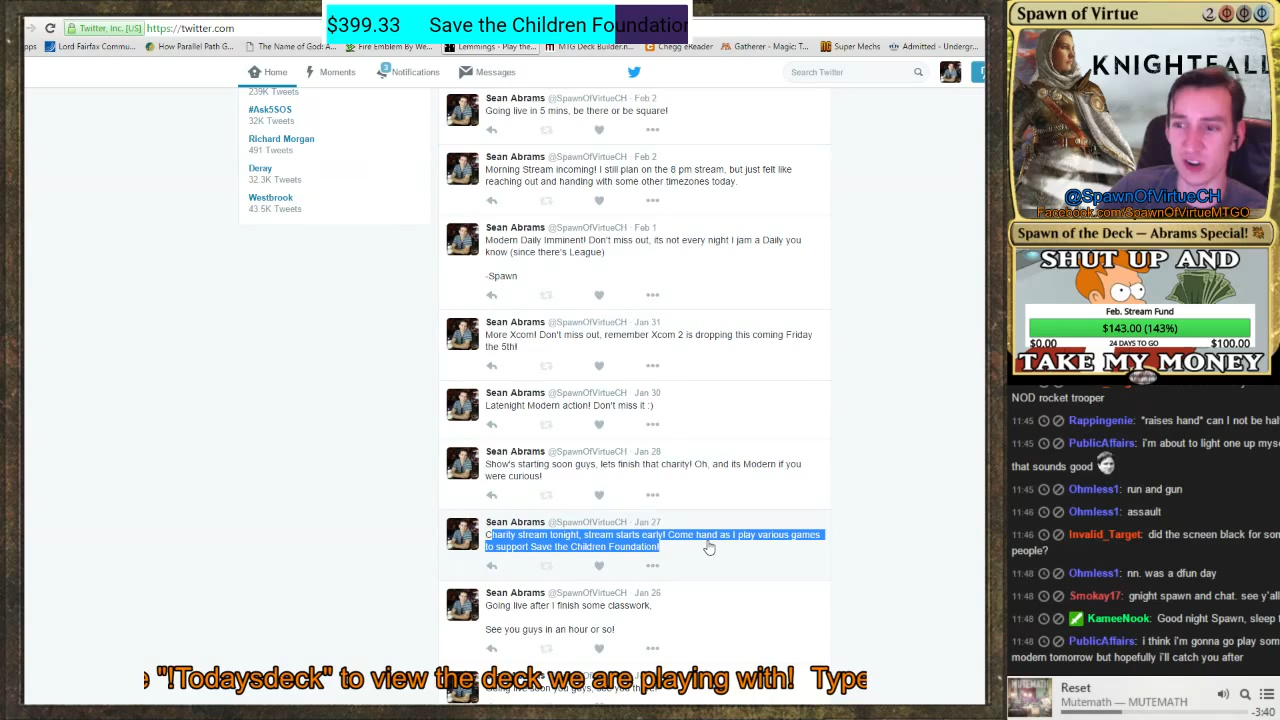 $399.33 Save the Children Foundation
Twitter, Inc. [US] https://twitter.com
pps Lord Fairfax Commu How Parallel Path G The Name of God: A Fire Emblem By We Lemmings - Play the MTG Deck Builder.n Chegg eReader Gatherer - Magic: T Super Mechs Admitted - Undergr
Home Moments 3 Notifications Messages Search Twitter
239K Tweets
#Ask5SOS
32K Tweets
Richard Morgan
491 Tweets
Deray
32.3K Tweets
Westbrook
43.5K Tweets
Sean Abrams @SpawnOfVirtueCH · Feb 2
Going live in 5 mins, be there or be square!
Sean Abrams @SpawnOfVirtueCH · Feb 2
Morning Stream incoming! I still plan on the 8 pm stream, but just felt like
reaching out and handing with some other timezones today.
Sean Abrams @SpawnOfVirtueCH · Feb 1
Modern Daily Imminent! Don't miss out, its not every night I jam a Daily you
know (since there's League)
-Spawn
Sean Abrams @SpawnOfVirtueCH · Jan 31
More Xcom! Don't miss out, remember Xcom 2 is dropping this coming Friday
the 5th!
Sean Abrams @SpawnOfVirtueCH · Jan 30
Latenight Modern action! Don't miss it :)
Sean Abrams @SpawnOfVirtueCH · Jan 28
Show's starting soon guys, lets finish that charity! Oh, and its Modern if you
were curious!
Sean Abrams @SpawnOfVirtueCH · Jan 27
Charity stream tonight, stream starts early! Come hand as I play various games
to support Save the Children Foundation!
Sean Abrams @SpawnOfVirtueCH · Jan 26
Going live after I finish some classwork,
See you guys in an hour or so!
"!Todaysdeck" to view the deck we are playing with! Type
Spawn of Virtue 2
KNIGHTFALL
@SpawnOfVirtueCH
Facebook.com/SpawnOfVirtueMTGO
Spawn of the Deck — Abrams Special!
SHUT UP AND
Feb. Stream Fund
$143.00 (143%)
$0.00 24 DAYS TO GO $100.00
TAKE MY MONEY
NOD rocket trooper
11:45 Rappingenie: *raises hand* can I not be hal
11:45 PublicAffairs: i'm about to light one up myse
that sounds good
11:45 Ohmless1: run and gun
11:45 Ohmless1: assault
11:48 Invalid_Target: did the scneen black for som
people?
11:48 Ohmless1: nn. was a dfun day
11:48 Smokay17: gnight spawn and chat. see y'all
11:48 KameeNook: Good night Spawn, sleep t
11:48 PublicAffairs: i think i'm gonna go play some
modern tomorrow but hopefully i'll catch you after
MUTEMATH
Reset
MUTEMATH — MUTEMATH
-3:40